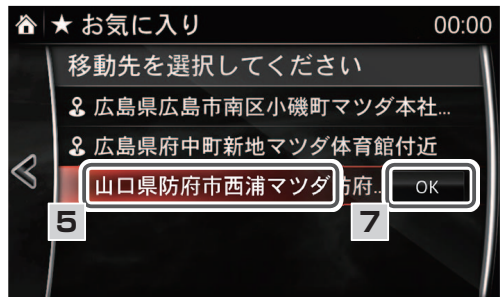 ★ お気に入り 00:00
移動先を選択してください
広島県広島市南区小磯町マツダ本社...
広島県府中町新地マツダ体育館付近
山口県防府市西浦マツダ防府... OK
5 7